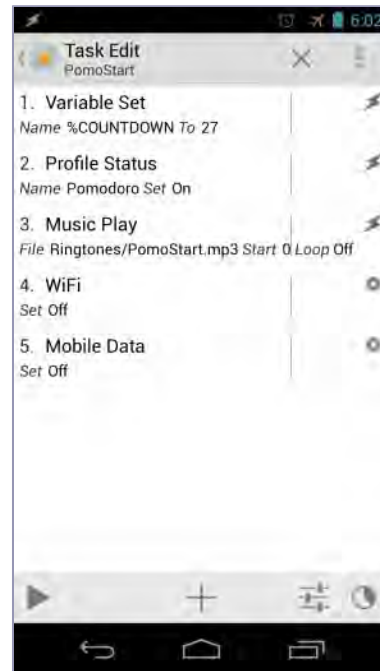 6:02
Task Edit
PomoStart
1. Variable Set
Name %COUNTDOWN To 27
2. Profile Status
Name Pomodoro Set On
3. Music Play
File Ringtones/PomoStart.mp3 Start 0 Loop Off
4. WiFi
Set Off
5. Mobile Data
Set Off